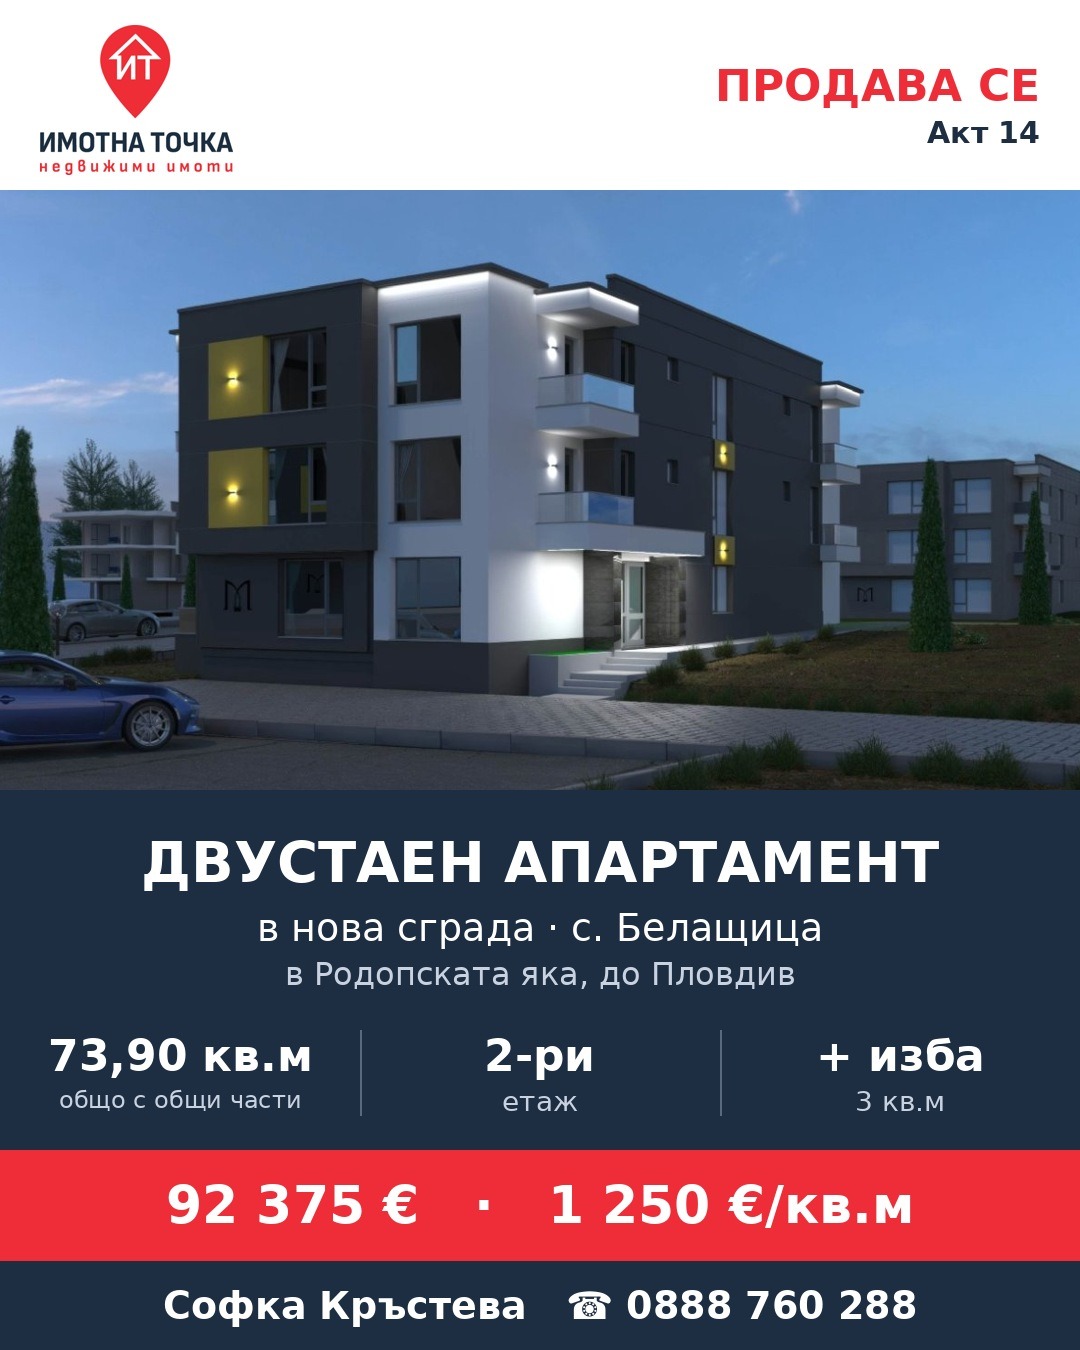 ИТ
ИМОТНА ТОЧКА
недвижими имоти
ПРОДАВА СЕ
Акт 14
ДВУСТАЕН АПАРТАМЕНТ
в нова сграда · с. Белащица
в Родопската яка, до Пловдив
73,90 кв.м
общо с общи части
2-ри
етаж
+ изба
3 кв.м
92 375 € · 1 250 €/кв.м
Софка Кръстева ☎ 0888 760 288